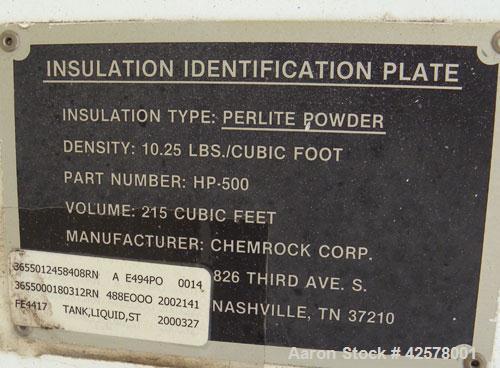 INSULATION IDENTIFICATION PLATE
INSULATION TYPE: PERLITE POWDER
DENSITY: 10.25 LBS./CUBIC FOOT
PART NUMBER: HP-500
VOLUME: 215 CUBIC FEET
MANUFACTURER: CHEMROCK CORP.
826 THIRD AVE. S.
NASHVILLE, TN 37210
3655012458408RN A E494PO 0014
3655000180312RN 488EOOO 2002141
FE4417 TANK,LIQUID,ST 2000327
Aaron Stock # 42578001